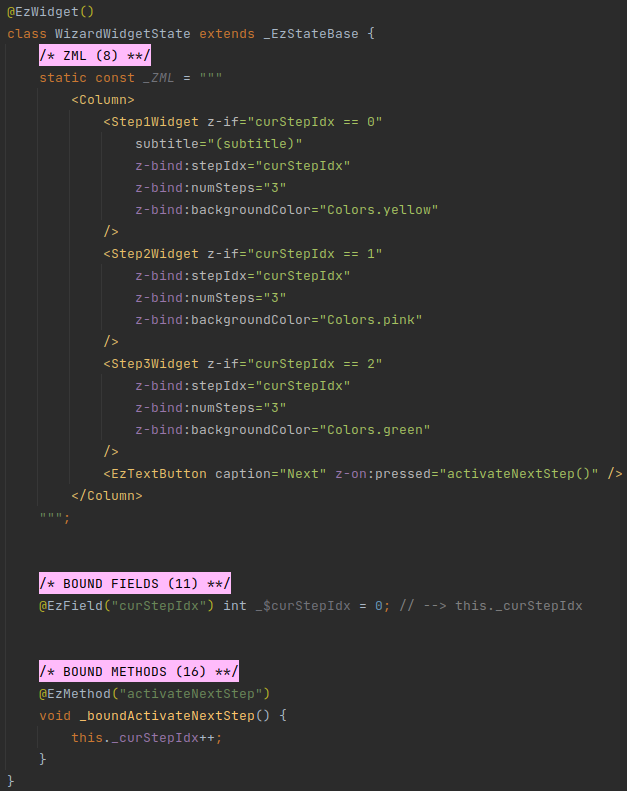 @EzWidget()
class WizardWidgetState extends _EzStateBase {
    /* ZML (8) **/
    static const _ZML = """
        <Column>
            <Step1Widget z-if="curStepIdx == 0"
                subtitle="(subtitle)"
                z-bind:stepIdx="curStepIdx"
                z-bind:numSteps="3"
                z-bind:backgroundColor="Colors.yellow"
            />
            <Step2Widget z-if="curStepIdx == 1"
                z-bind:stepIdx="curStepIdx"
                z-bind:numSteps="3"
                z-bind:backgroundColor="Colors.pink"
            />
            <Step3Widget z-if="curStepIdx == 2"
                z-bind:stepIdx="curStepIdx"
                z-bind:numSteps="3"
                z-bind:backgroundColor="Colors.green"
            />
            <EzTextButton caption="Next" z-on:pressed="activateNextStep()" />
        </Column>
    """;
    /* BOUND FIELDS (11) **/
    @EzField("curStepIdx") int _$curStepIdx = 0; // --> this._curStepIdx
    /* BOUND METHODS (16) **/
    @EzMethod("activateNextStep")
    void _boundActivateNextStep() {
        this._curStepIdx++;
    }
}